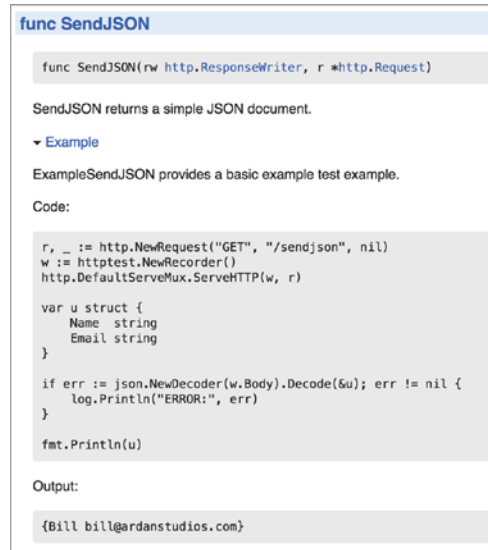 func SendJSON
func SendJSON(rw http.ResponseWriter, r *http.Request)
SendJSON returns a simple JSON document.
▾ Example
ExampleSendJSON provides a basic example test example.
Code:
r, _ := http.NewRequest("GET", "/sendjson", nil)
w := httptest.NewRecorder()
http.DefaultServeMux.ServeHTTP(w, r)
var u struct {
    Name  string
    Email string
}
if err := json.NewDecoder(w.Body).Decode(&u); err != nil {
    log.Println("ERROR:", err)
}
fmt.Println(u)
Output:
{Bill bill@ardanstudios.com}